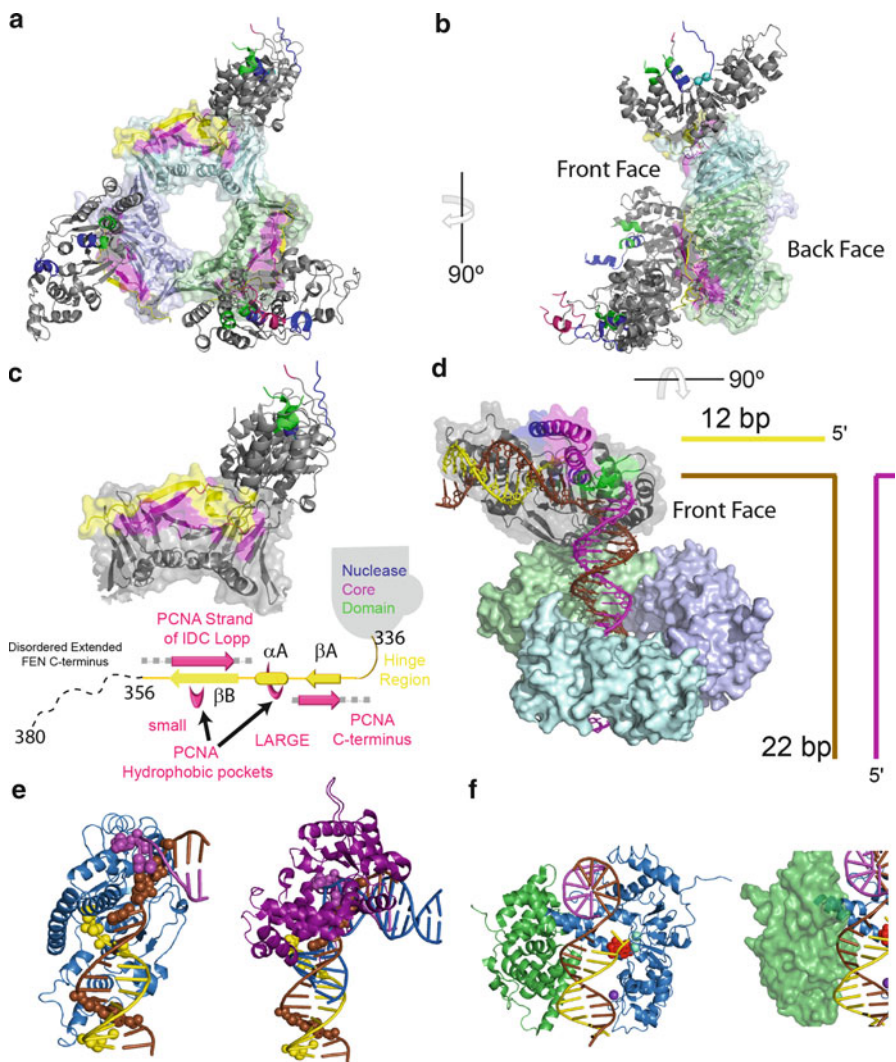 a
b
Front Face
Back Face
90º
c
d
90º
12 bp
5'
Front Face
Nuclease
Core
Domain
PCNA Strand
of IDC Lopp
αA
βA
336
Disordered Extended
FEN C-terminus
Hinge
Region
356
βB
380
small
LARGE
PCNA
C-terminus
PCNA
Hydrophobic pockets
22 bp
5'
e
f